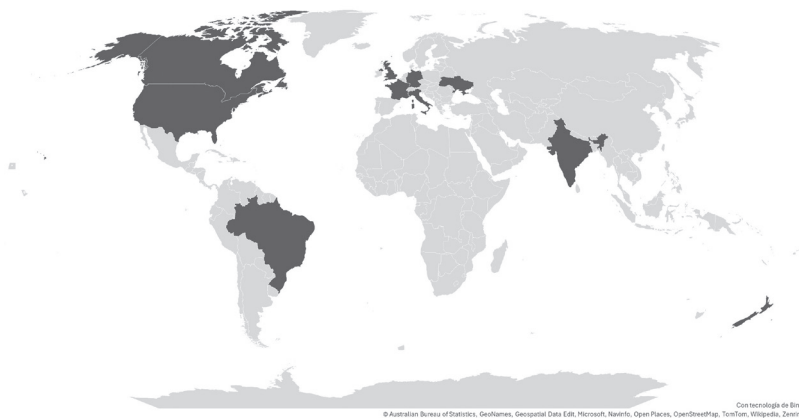 Con tecnología de Bin
© Australian Bureau of Statistics, GeoNames, Geospatial Data Edit, Microsoft, Navinfo, Open Places, OpenStreetMap, TomTom, Wikipedia, Zenrin